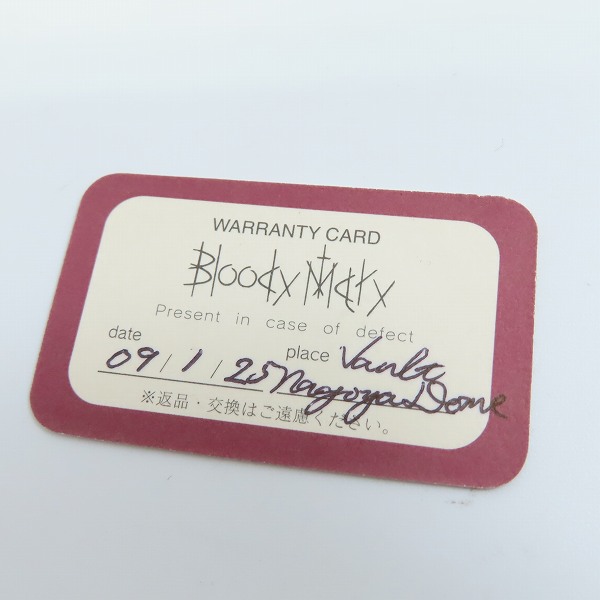 WARRANTY CARD
Bloody Mary
Present in case of defect
date 09/1/25 place Vault
Nagoya Dome
※返品・交換はご遠慮ください。